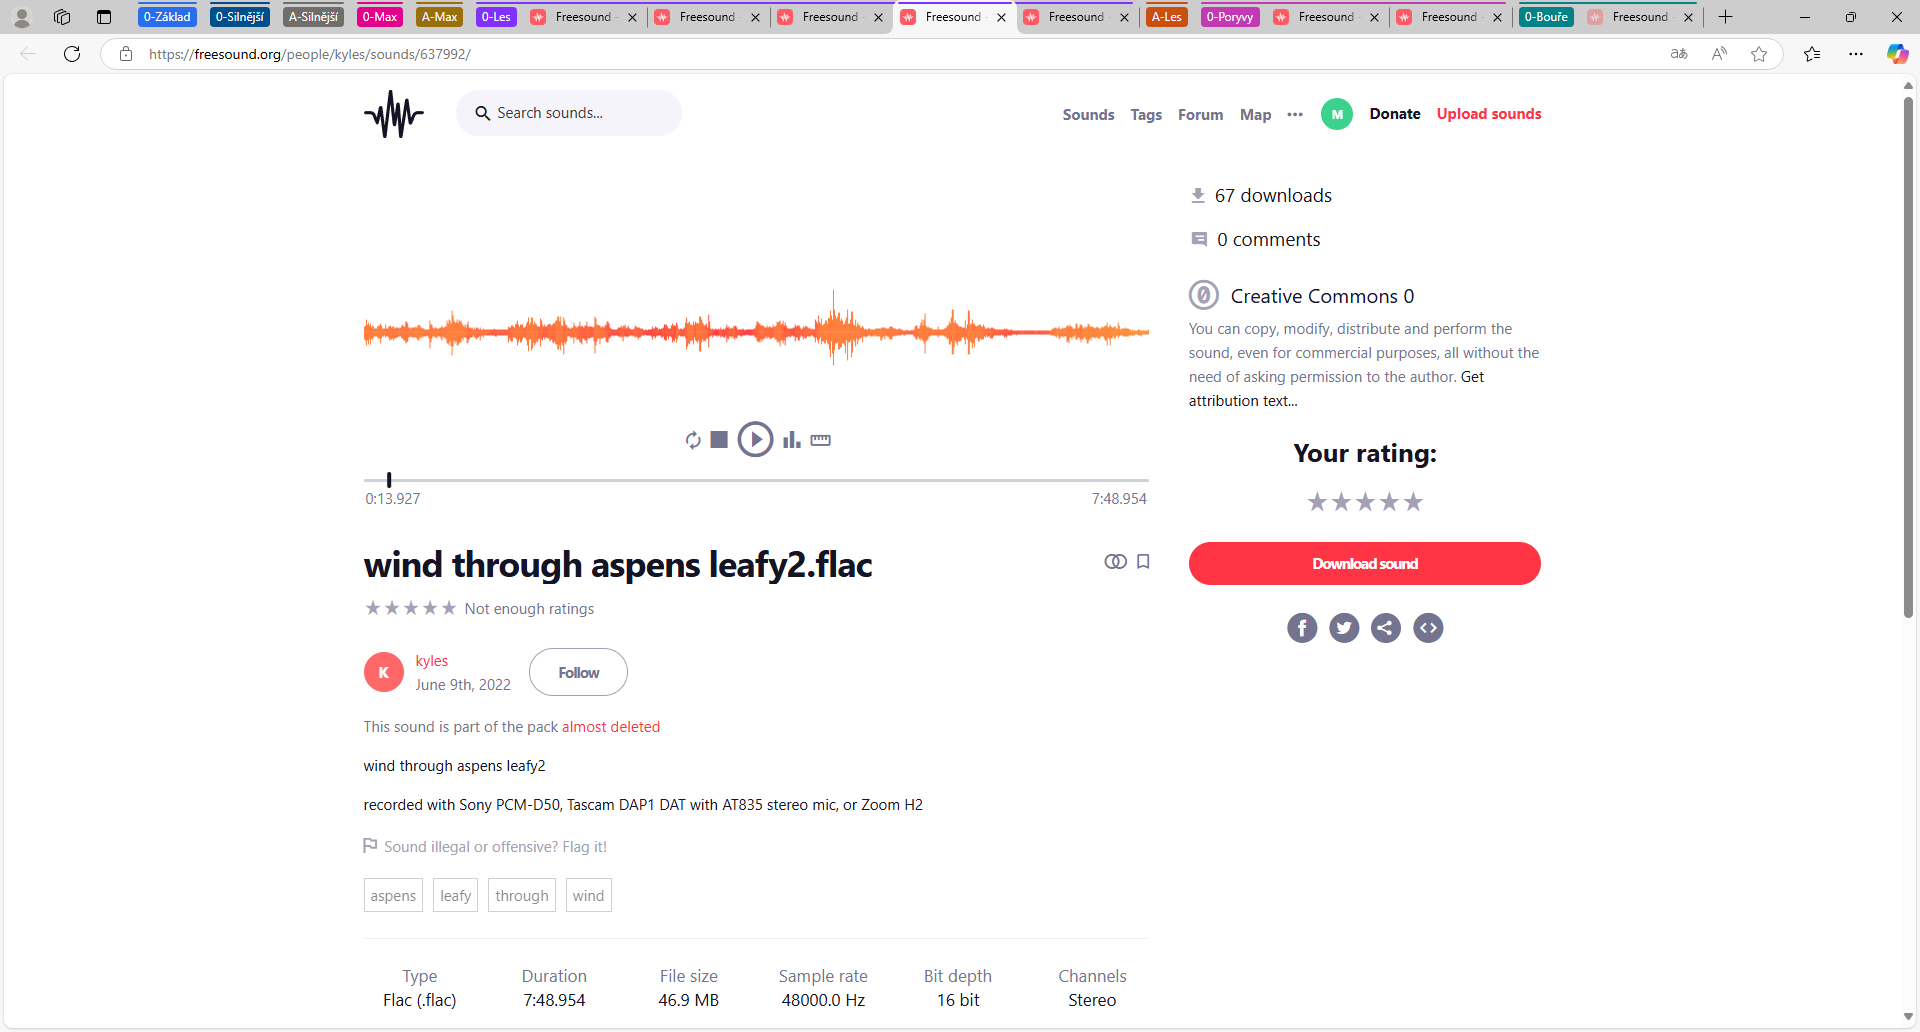 0-Základ 0-Silnější A-Silnější 0-Max A-Max 0-Les Freesound - Freesound - Freesound - Freesound - Freesound - A-Les 0-Poryvy Freesound - Freesound - 0-Bouře Freesound -
https://freesound.org/people/kyles/sounds/637992/
Search sounds...
Sounds Tags Forum Map ••• M Donate Upload sounds
67 downloads
0 comments
Creative Commons 0
You can copy, modify, distribute and perform the
sound, even for commercial purposes, all without the
need of asking permission to the author. Get
attribution text...
Your rating:
Download sound
0:13.927 7:48.954
wind through aspens leafy2.flac
Not enough ratings
K
kyles
June 9th, 2022
Follow
This sound is part of the pack almost deleted
wind through aspens leafy2
recorded with Sony PCM-D50, Tascam DAP1 DAT with AT835 stereo mic, or Zoom H2
Sound illegal or offensive? Flag it!
aspens leafy through wind
Type Duration File size Sample rate Bit depth Channels
Flac (.flac) 7:48.954 46.9 MB 48000.0 Hz 16 bit Stereo